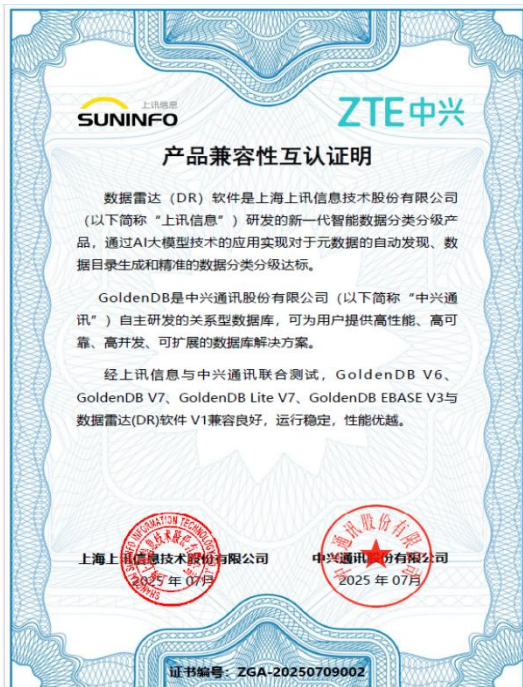 上讯信息
SUNINFO
ZTE中兴
产品兼容性互认证明
数据雷达（DR）软件是上海上讯信息技术股份有限公司
（以下简称“上讯信息”）研发的新一代智能数据分类分级产
品，通过AI大模型技术的应用实现对于元数据的自动发现、数
据目录生成和精准的数据分类分级达标。
GoldenDB是中兴通讯股份有限公司（以下简称“中兴通
讯”）自主研发的关系型数据库，可为用户提供高性能、高可
靠、高并发、可扩展的数据库解决方案。
经上讯信息与中兴通讯联合测试，GoldenDB V6、
GoldenDB V7、GoldenDB Lite V7、GoldenDB EBASE V3与
数据雷达(DR)软件 V1兼容良好，运行稳定，性能优越。
上海上讯信息技术股份有限公司
2025 年 07月
中兴通讯股份有限公司
2025 年 07月
中兴通讯股份有限公司
证书编号：ZGA-20250709002